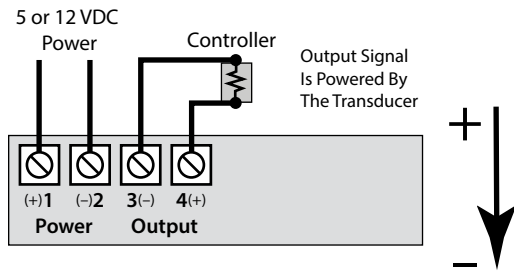 5 or 12 VDC
Power
Controller
Output Signal
Is Powered By
The Transducer
+
(+)1 (–)2 3(–) 4(+)
Power Output
–